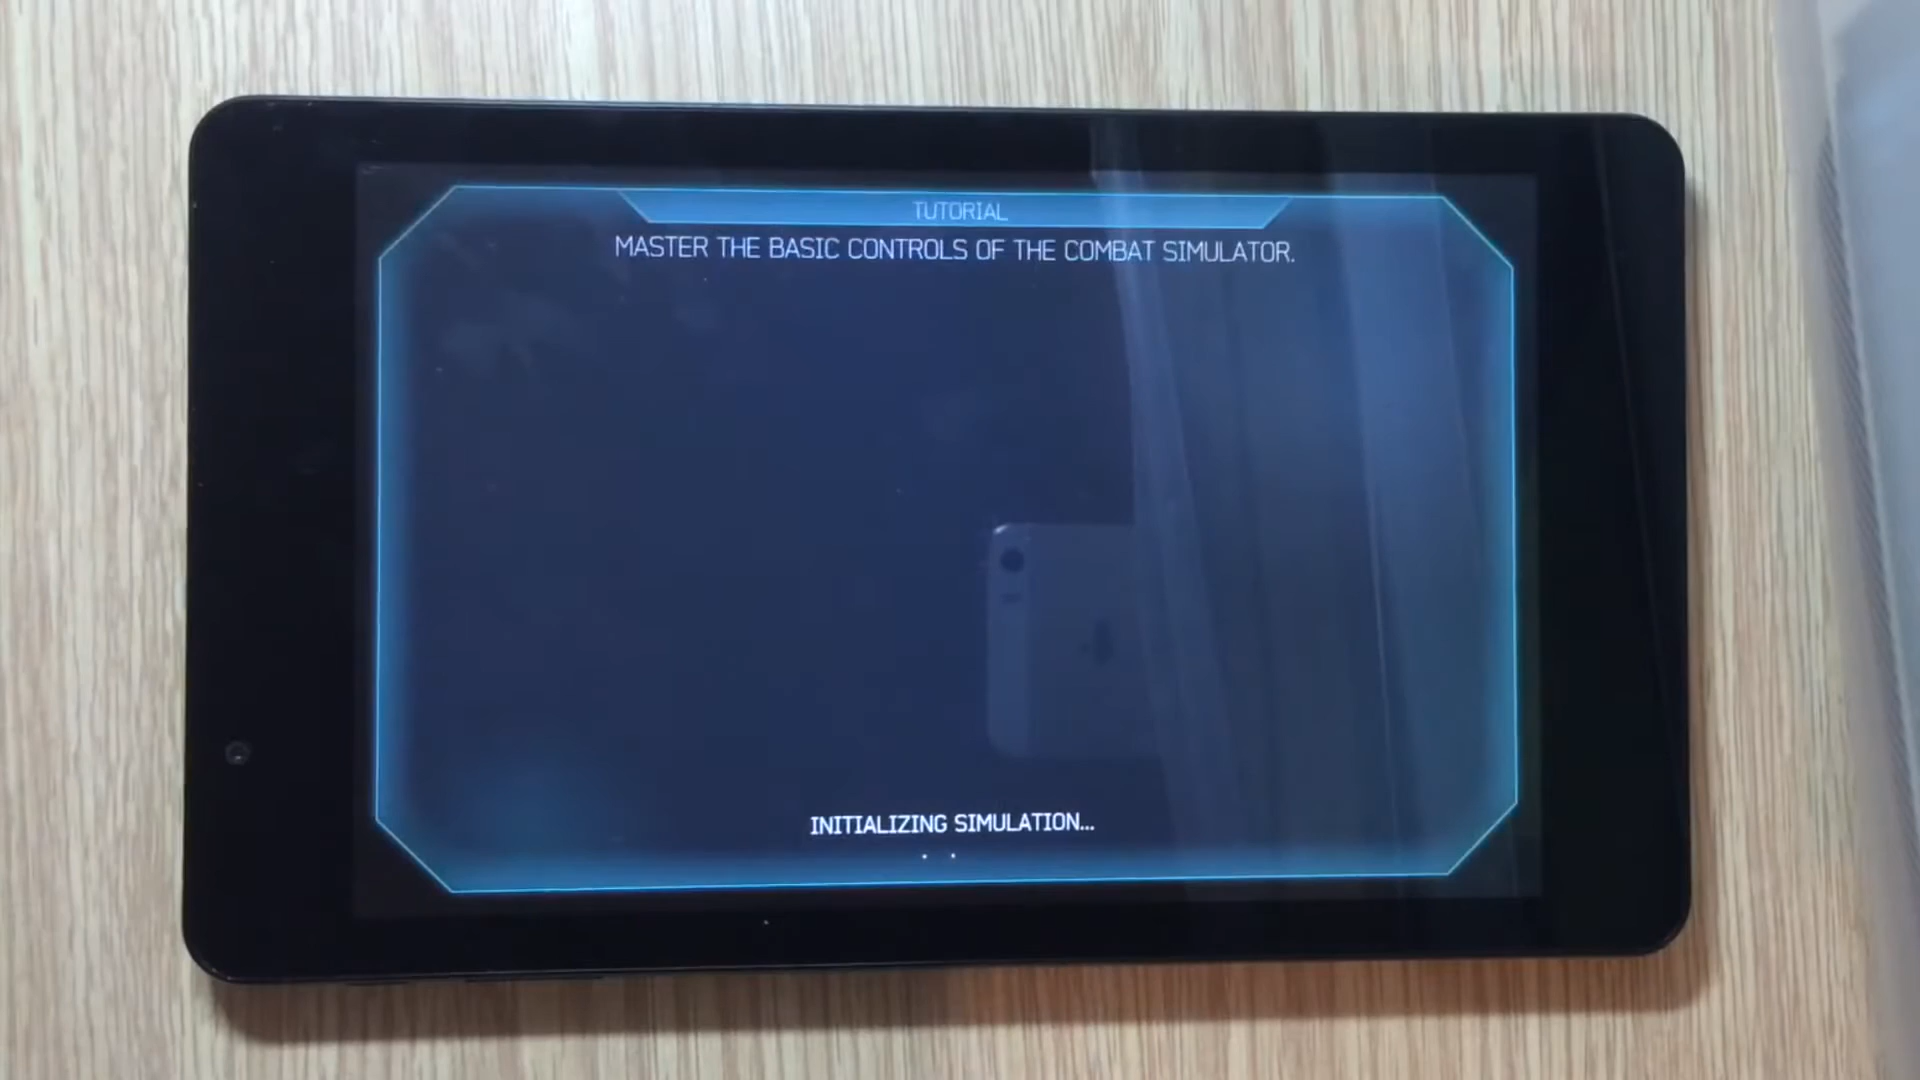 TUTORIAL
MASTER THE BASIC CONTROLS OF THE COMBAT SIMULATOR.
INITIALIZING SIMULATION...